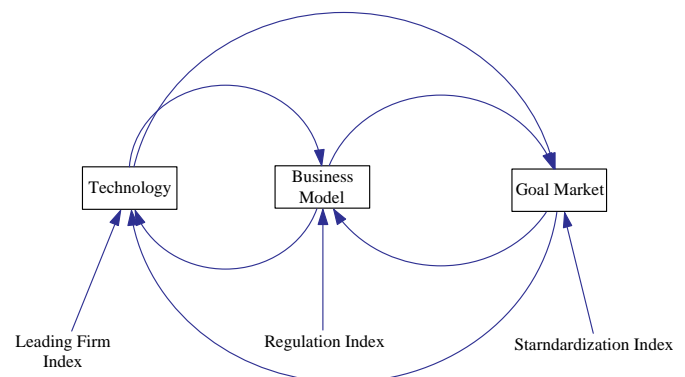 Technology
Business
Model
Goal Market
Leading Firm
Index
Regulation Index
Starndardization Index